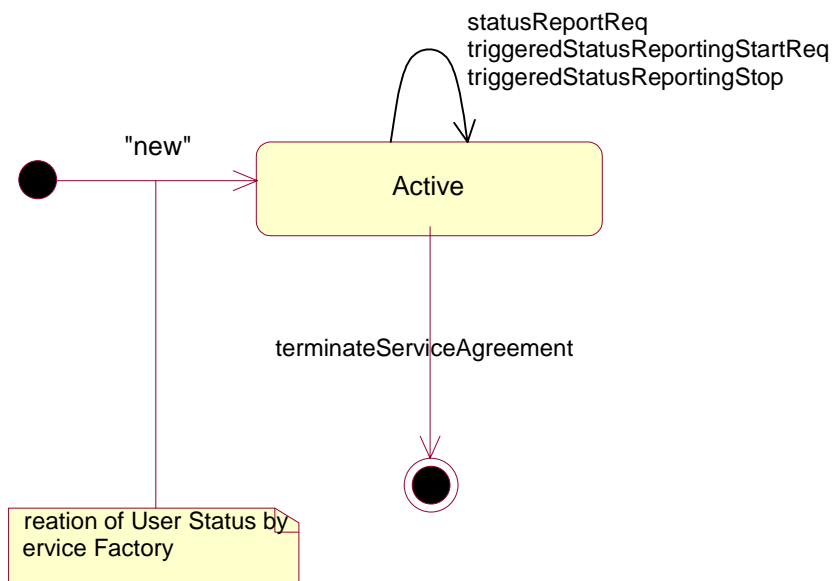 statusReportReq
triggeredStatusReportingStartReq
triggeredStatusReportingStop
"new"
Active
terminateServiceAgreement
reation of User Status by
ervice Factory